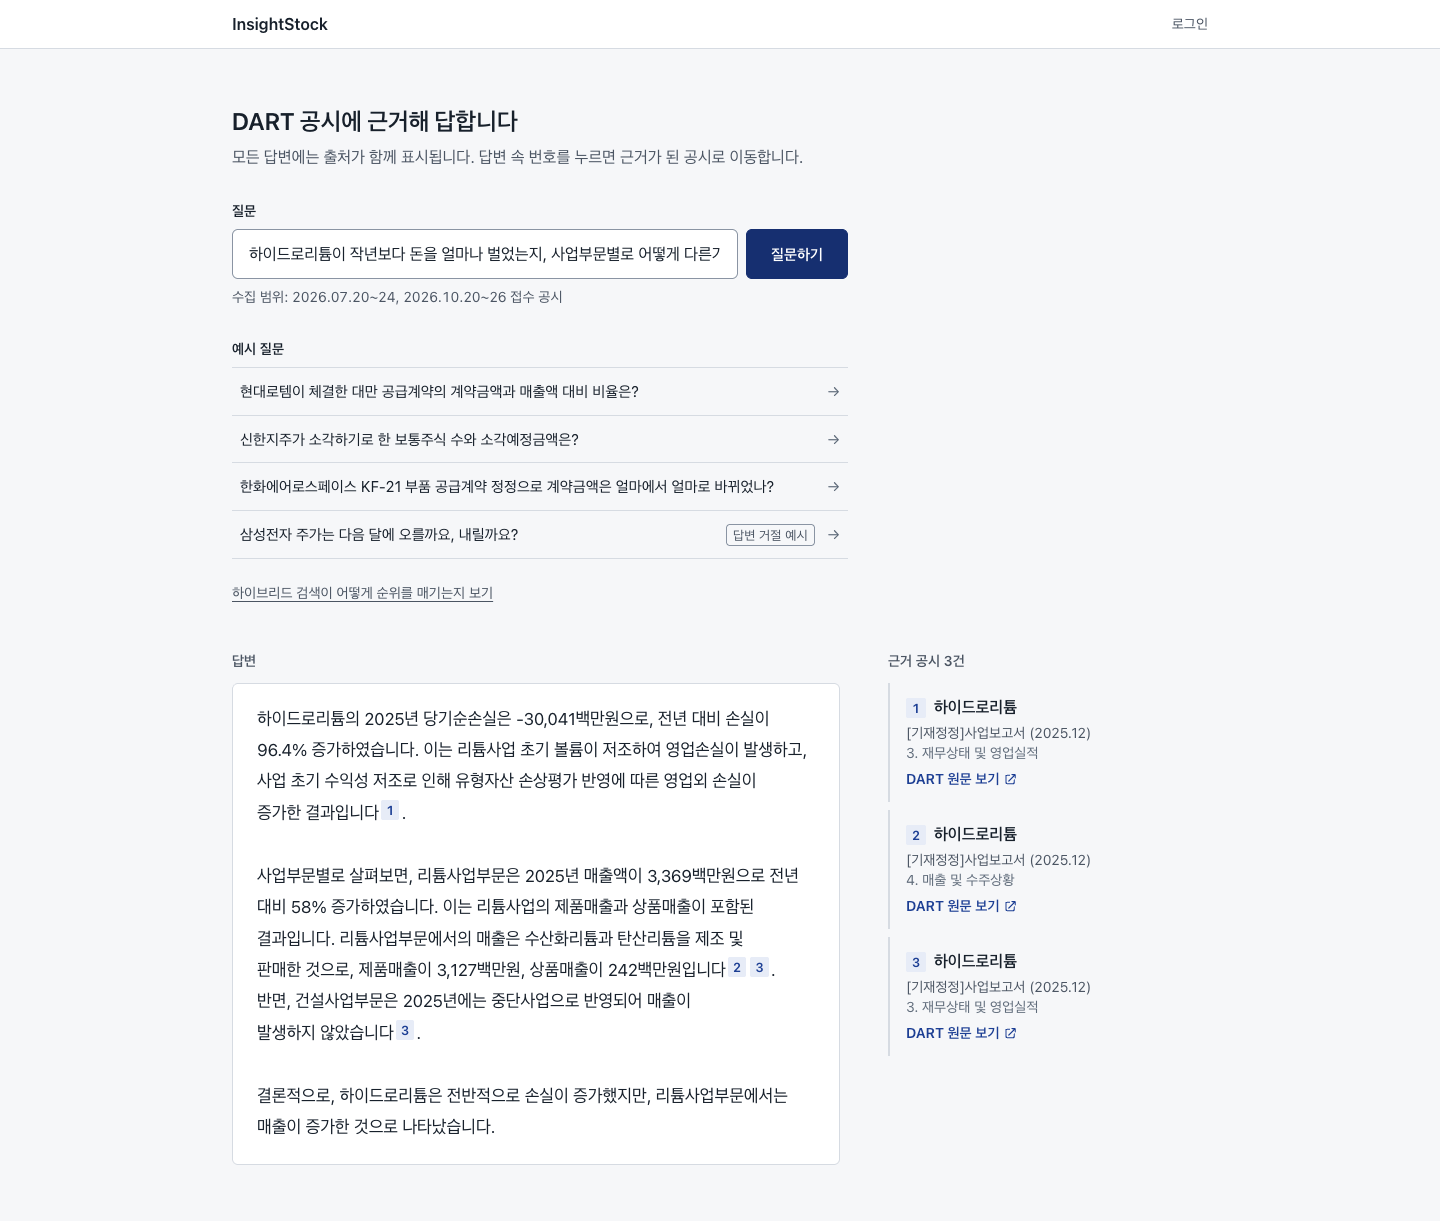 InsightStock
로그인
DART 공시에 근거해 답합니다
모든 답변에는 출처가 함께 표시됩니다. 답변 속 번호를 누르면 근거가 된 공시로 이동합니다.
질문
하이드로리튬이 작년보다 돈을 얼마나 벌었는지, 사업부문별로 어떻게
질문하기
수집 범위: 2026.07.20~24, 2026.10.20~26 접수 공시
예시 질문
현대로템이 체결한 대만 공급계약의 계약금액과 매출액 대비 비율은? →
신한지주가 소각하기로 한 보통주식 수와 소각예정금액은? →
한화에어로스페이스 KF-21 부품 공급계약 정정으로 계약금액은 얼마에서 얼마로 바뀌었나? →
삼성전자 주가는 다음 달에 오를까요, 내릴까요? 답변 거절 예시 →
하이브리드 검색이 어떻게 순위를 매기는지 보기
답변
하이드로리튬의 2025년 당기순손실은 -30,041백만원으로, 전년 대비 손실이
96.4% 증가하였습니다. 이는 리튬사업 초기 볼륨이 저조하여 영업손실이 발생하고,
사업 초기 수익성 저조로 인해 유형자산 손상평가 반영에 따른 영업외 손실이
증가한 결과입니다 1 .
사업부문별로 살펴보면, 리튬사업부문은 2025년 매출액이 3,369백만원으로 전년
대비 58% 증가하였습니다. 이는 리튬사업의 제품매출과 상품매출이 포함된
결과입니다. 리튬사업부문에서의 매출은 수산화리튬과 탄산리튬을 제조 및
판매한 것으로, 제품매출이 3,127백만원, 상품매출이 242백만원입니다 2 3 .
반면, 건설사업부문은 2025년에는 중단사업으로 반영되어 매출이
발생하지 않았습니다 3 .
결론적으로, 하이드로리튬은 전반적으로 손실이 증가했지만, 리튬사업부문에서는
매출이 증가한 것으로 나타났습니다.
근거 공시 3건
1 하이드로리튬
[기재정정]사업보고서 (2025.12)
3. 재무상태 및 영업실적
DART 원문 보기
2 하이드로리튬
[기재정정]사업보고서 (2025.12)
4. 매출 및 수주상황
DART 원문 보기
3 하이드로리튬
[기재정정]사업보고서 (2025.12)
3. 재무상태 및 영업실적
DART 원문 보기